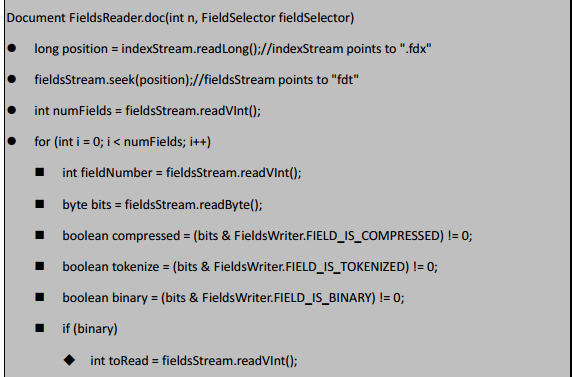 Document FieldsReader.doc(int n, FieldSelector fieldSelector)
● long position = indexStream.readLong();//indexStream points to ".fdx"
● fieldsStream.seek(position);//fieldsStream points to "fdt"
● int numFields = fieldsStream.readVInt();
● for (int i = 0; i < numFields; i++)
■ int fieldNumber = fieldsStream.readVInt();
■ byte bits = fieldsStream.readByte();
■ boolean compressed = (bits & FieldsWriter.FIELD_IS_COMPRESSED) != 0;
■ boolean tokenize = (bits & FieldsWriter.FIELD_IS_TOKENIZED) != 0;
■ boolean binary = (bits & FieldsWriter.FIELD_IS_BINARY) != 0;
■ if (binary)
◆ int toRead = fieldsStream.readVInt();